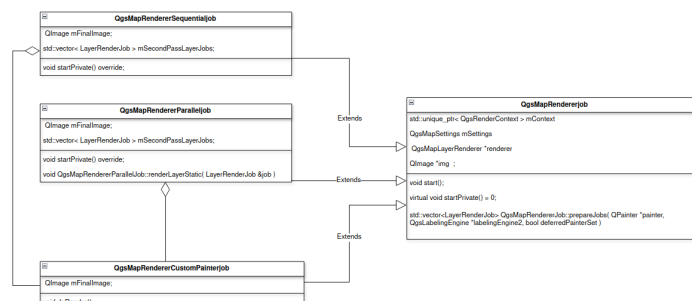 QgsMapRendererSequentialjob
QImage mFinalImage;
std::vector< LayerRenderJob > mSecondPassLayerJobs;
void startPrivate() override;
QgsMapRendererParalleljob
QImage mFinalImage;
std::vector< LayerRenderJob > mSecondPassLayerJobs;
void startPrivate() override;
void QgsMapRendererParallelJob::renderLayerStatic( LayerRenderJob &job )
QgsMapRendererCustomPainterjob
QImage mFinalImage;
Extends
Extends
Extends
QgsMapRendererjob
std::unique_ptr< QgsRenderContext > mContext
QgsMapSettings mSettings
QgsMapLayerRenderer *renderer
QImage *img ;
void start();
virtual void startPrivate() = 0;
std::vector<LayerRenderJob> QgsMapRendererJob::prepareJobs( QPainter *painter,
QgsLabelingEngine *labelingEngine2, bool deferredPainterSet )